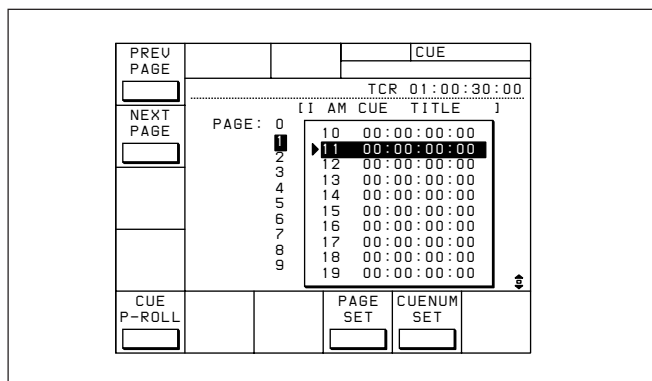 PREV
PAGE
CUE
TCR 01:00:30:00
NEXT
PAGE
[I AM CUE TITLE ]
PAGE: 0
1
2
3
4
5
6
7
8
9
10 00:00:00:00
11 00:00:00:00
12 00:00:00:00
13 00:00:00:00
14 00:00:00:00
15 00:00:00:00
16 00:00:00:00
17 00:00:00:00
18 00:00:00:00
19 00:00:00:00
CUE
P-ROLL
PAGE
SET
CUENUM
SET